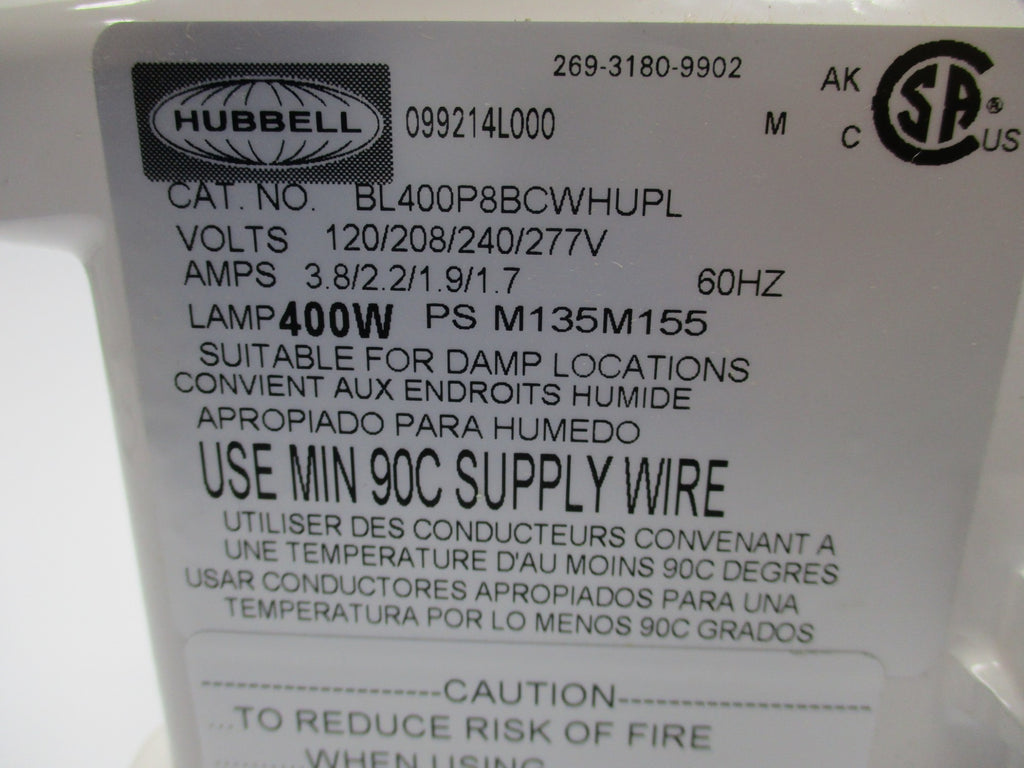 269-3180-9902
AK
HUBBELL
099214L000
M
C SA® US
CAT. NO. BL400P8BCWHUPL
VOLTS 120/208/240/277V
AMPS 3.8/2.2/1.9/1.7 60HZ
LAMP 400W PS M135M155
SUITABLE FOR DAMP LOCATIONS
CONVIENT AUX ENDROITS HUMIDE
APROPIADO PARA HUMEDO
USE MIN 90C SUPPLY WIRE
UTILISER DES CONDUCTEURS CONVENANT A
UNE TEMPERATURE D'AU MOINS 90C DEGRES
USAR CONDUCTORES APROPIADOS PARA UNA
TEMPERATURA POR LO MENOS 90C GRADOS
--------------------CAUTION--------------------
...TO REDUCE RISK OF FIRE
..........WHEN USING